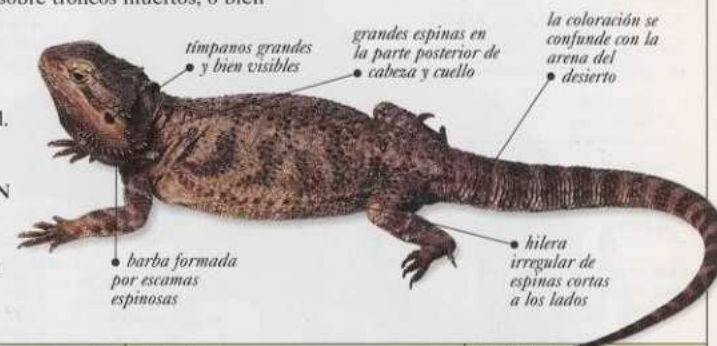 sobre troncos muertos, o bien
tímpanos grandes
y bien visibles
grandes espinas en
la parte posterior de
cabeza y cuello
la coloración se
confunde con la
arena del
desierto
l.
N
barba formada
por escamas
espinosas
hilera
irregular de
espinas cortas
a los lados